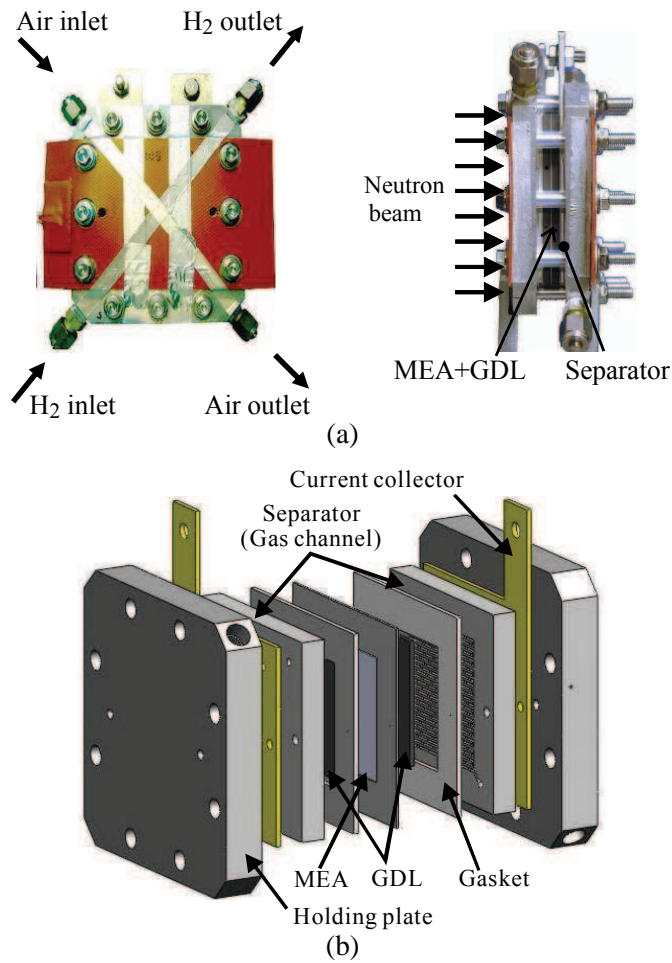 Air inlet
H2 outlet
Neutron
beam
MEA+GDL
Separator
H2 inlet
Air outlet
(a)
Current collector
Separator
(Gas channel)
MEA
GDL
Gasket
Holding plate
(b)